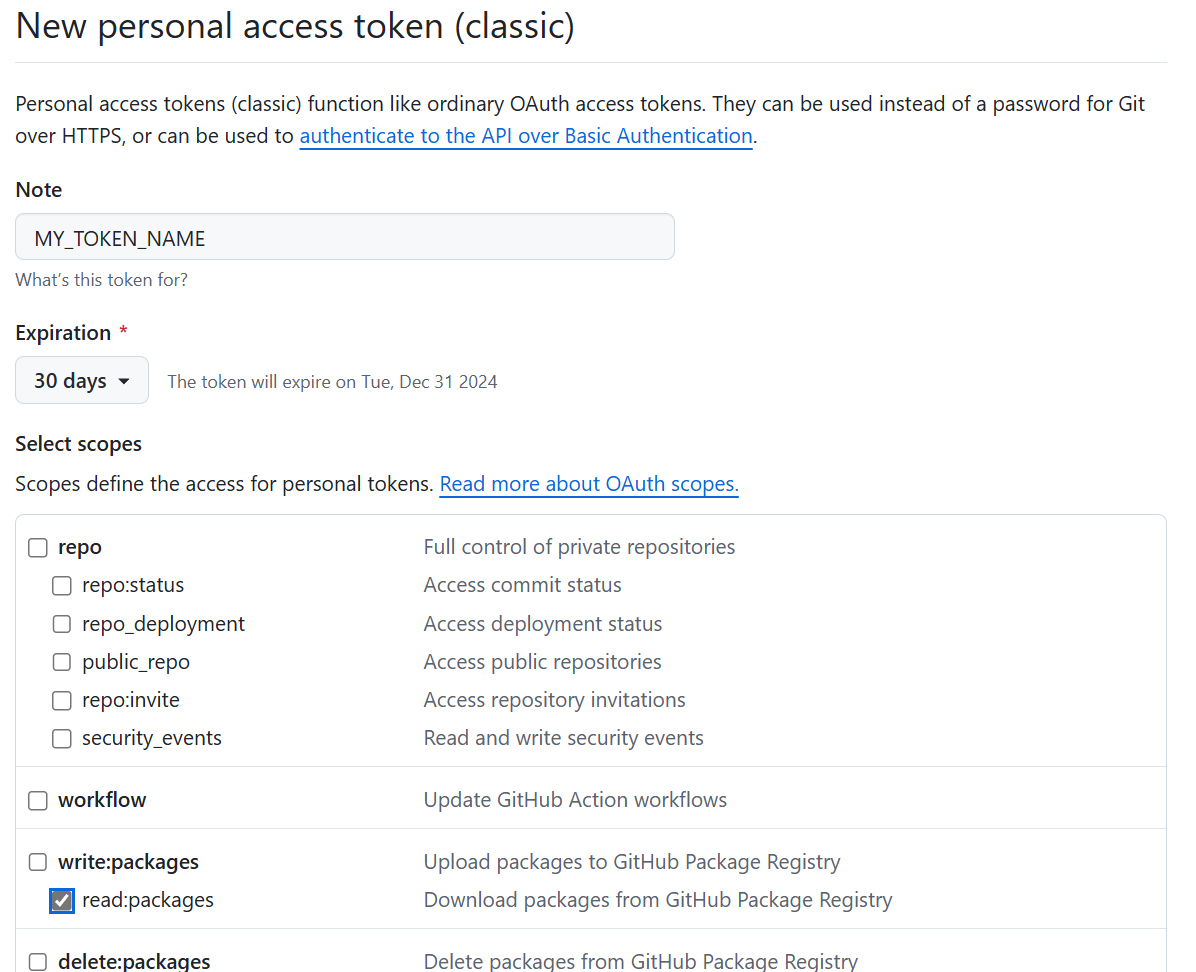 New personal access token (classic)
Personal access tokens (classic) function like ordinary OAuth access tokens. They can be used instead of a password for Git
over HTTPS, or can be used to authenticate to the API over Basic Authentication.
Note
MY_TOKEN_NAME
What's this token for?
Expiration *
30 days The token will expire on Tue, Dec 31 2024
Select scopes
Scopes define the access for personal tokens. Read more about OAuth scopes.
repo Full control of private repositories
repo:status Access commit status
repo_deployment Access deployment status
public_repo Access public repositories
repo:invite Access repository invitations
security_events Read and write security events
workflow Update GitHub Action workflows
write:packages Upload packages to GitHub Package Registry
read:packages Download packages from GitHub Package Registry
delete:packages Delete packages from GitHub Package Registry